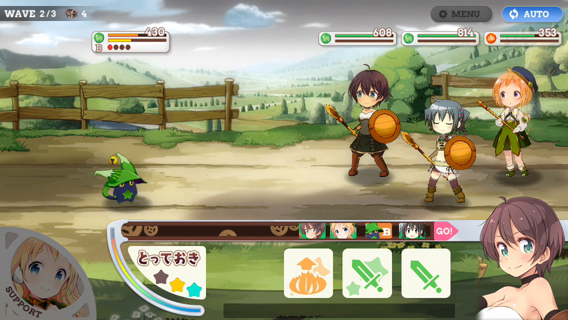 WAVE 2/3 4
MENU
AUTO
430
B
608
814
353
B
GO!
とっておき
SUPPORT